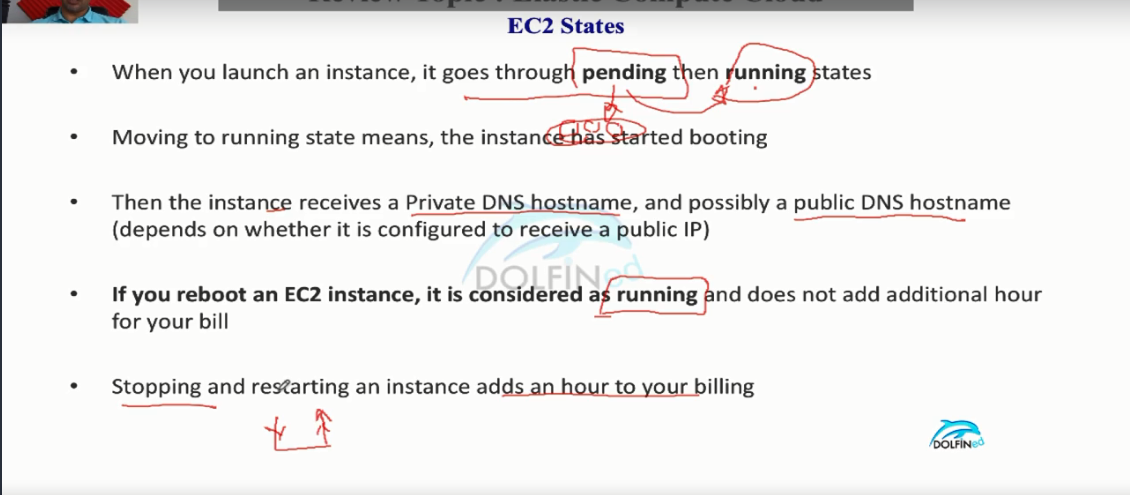 EC2 States
• When you launch an instance, it goes through pending then running states
• Moving to running state means, the instance has started booting
• Then the instance receives a Private DNS hostname, and possibly a public DNS hostname
(depends on whether it is configured to receive a public IP)
DOLFINed
• If you reboot an EC2 instance, it is considered as running and does not add additional hour
for your bill
• Stopping and restarting an instance adds an hour to your billing
DOLFINed